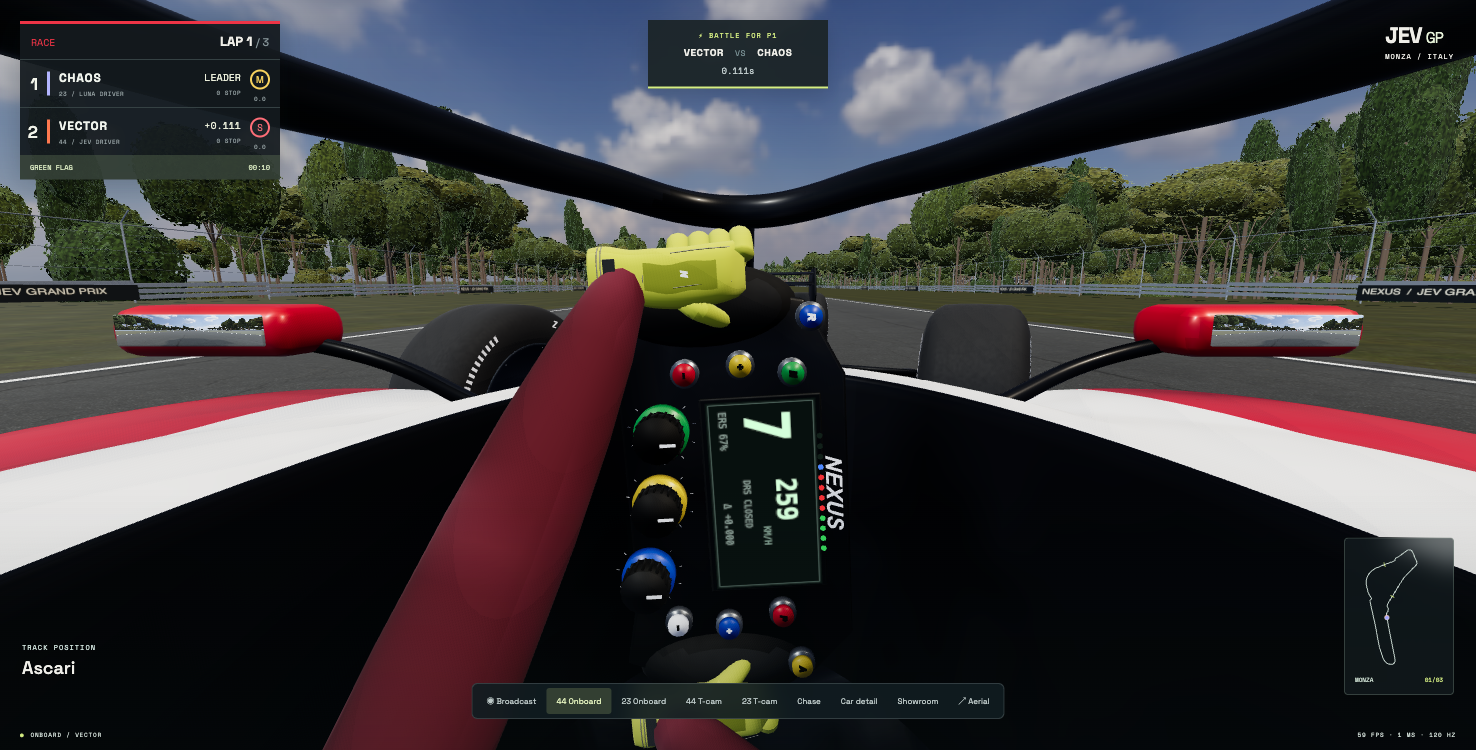 RACE
LAP 1 / 3
1 CHAOS LEADER M
23 / LUNA DRIVER 0 STOP 0.0
2 VECTOR +0.111 S
44 / JEV DRIVER 0 STOP 0.0
GREEN FLAG 00:10
⚡ BATTLE FOR P1
VECTOR VS CHAOS
0.111s
JEV GP
MONZA / ITALY
JEV GRAND PRIX
NEXUS / JEV GRA
N
R
7
ERS 67%
259
KM/H
DRS CLOSED
Δ +0.000
NEXUS
TRACK POSITION
Ascari
MONZA 01/03
Broadcast 44 Onboard 23 Onboard 44 T-cam 23 T-cam Chase Car detail Showroom Aerial
ONBOARD / VECTOR
59 FPS · 1 MS · 120 HZ